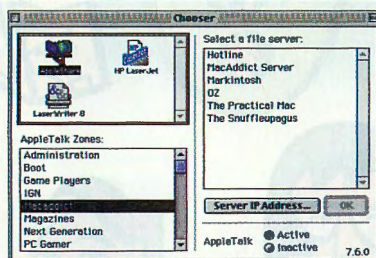 Chooser
AppleShare
HP LaserJet
LaserWriter 8
AppleTalk Zones:
Administration
Boot
Game Players
IGN
MacAddict
Magazines
Next Generation
PC Gamer
Select a file server:
Hotline
MacAddict Server
Markintosh
OZ
The Practical Mac
The Snuffleupagus
Server IP Address...
OK
AppleTalk
Active
Inactive
7.6.0